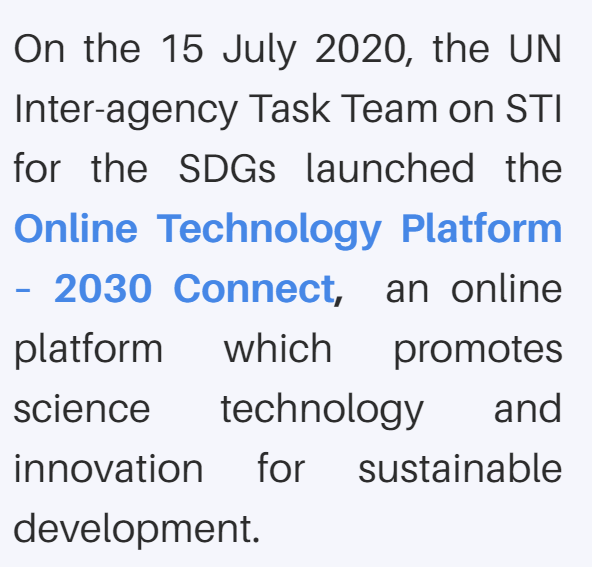 On the 15 July 2020, the UN
Inter-agency Task Team on STI
for the SDGs launched the
Online Technology Platform
– 2030 Connect, an online
platform which promotes
science technology and
innovation for sustainable
development.